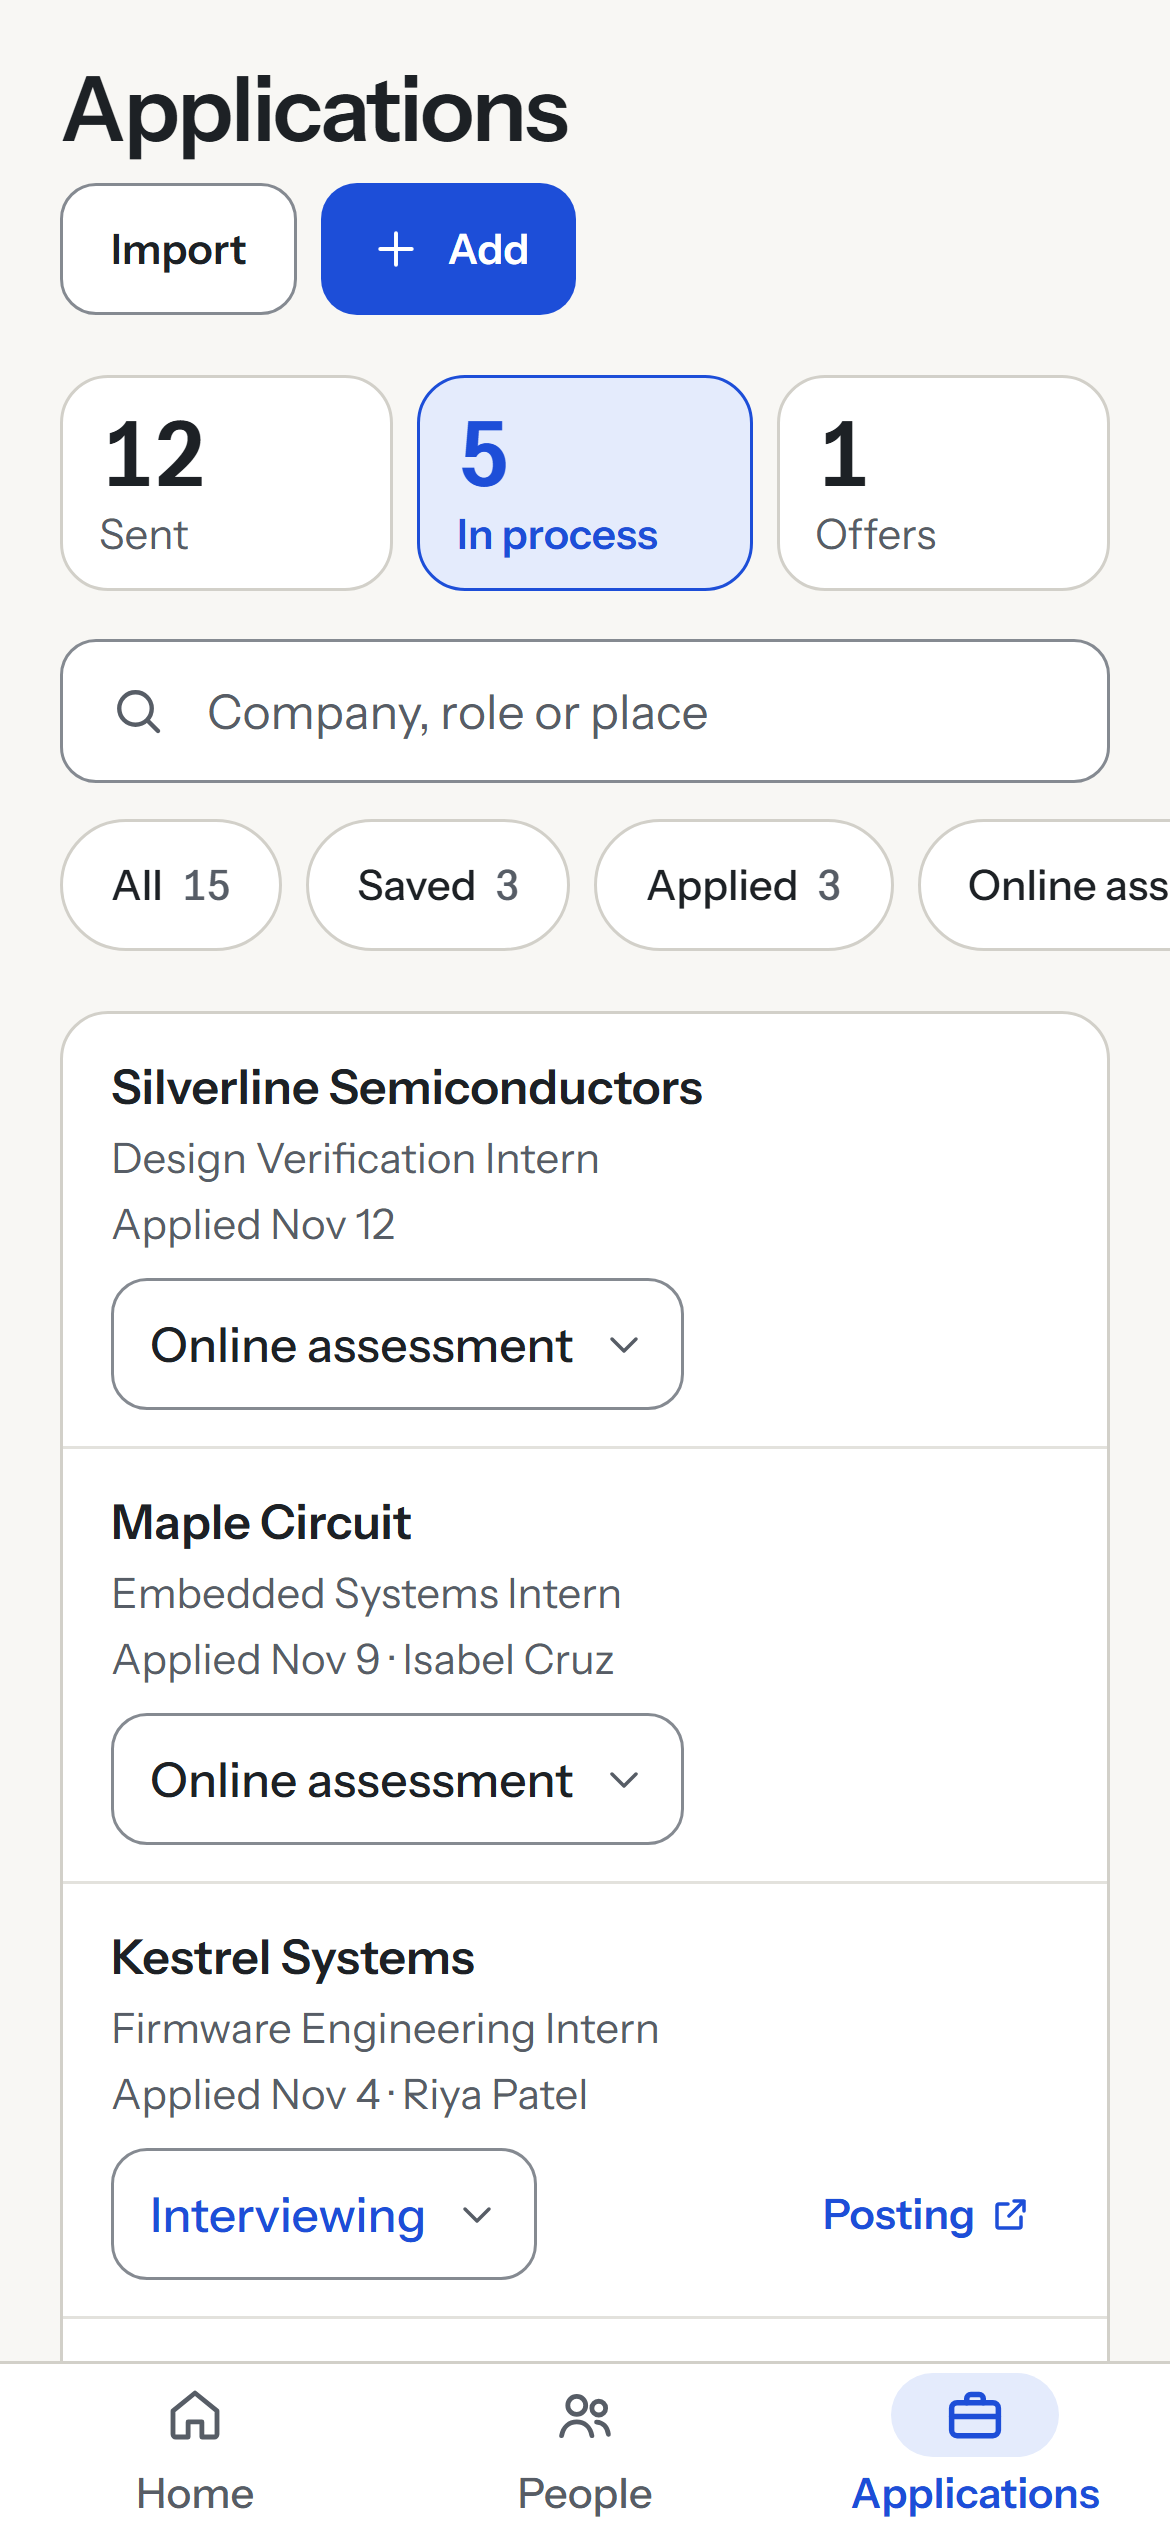 Applications
Import
Add
12
Sent
5
In process
1
Offers
Company, role or place
All 15
Saved 3
Applied 3
Online ass
Silverline Semiconductors
Design Verification Intern
Applied Nov 12
Online assessment
Maple Circuit
Embedded Systems Intern
Applied Nov 9 · Isabel Cruz
Online assessment
Kestrel Systems
Firmware Engineering Intern
Applied Nov 4 · Riya Patel
Interviewing
Posting
Home
People
Applications